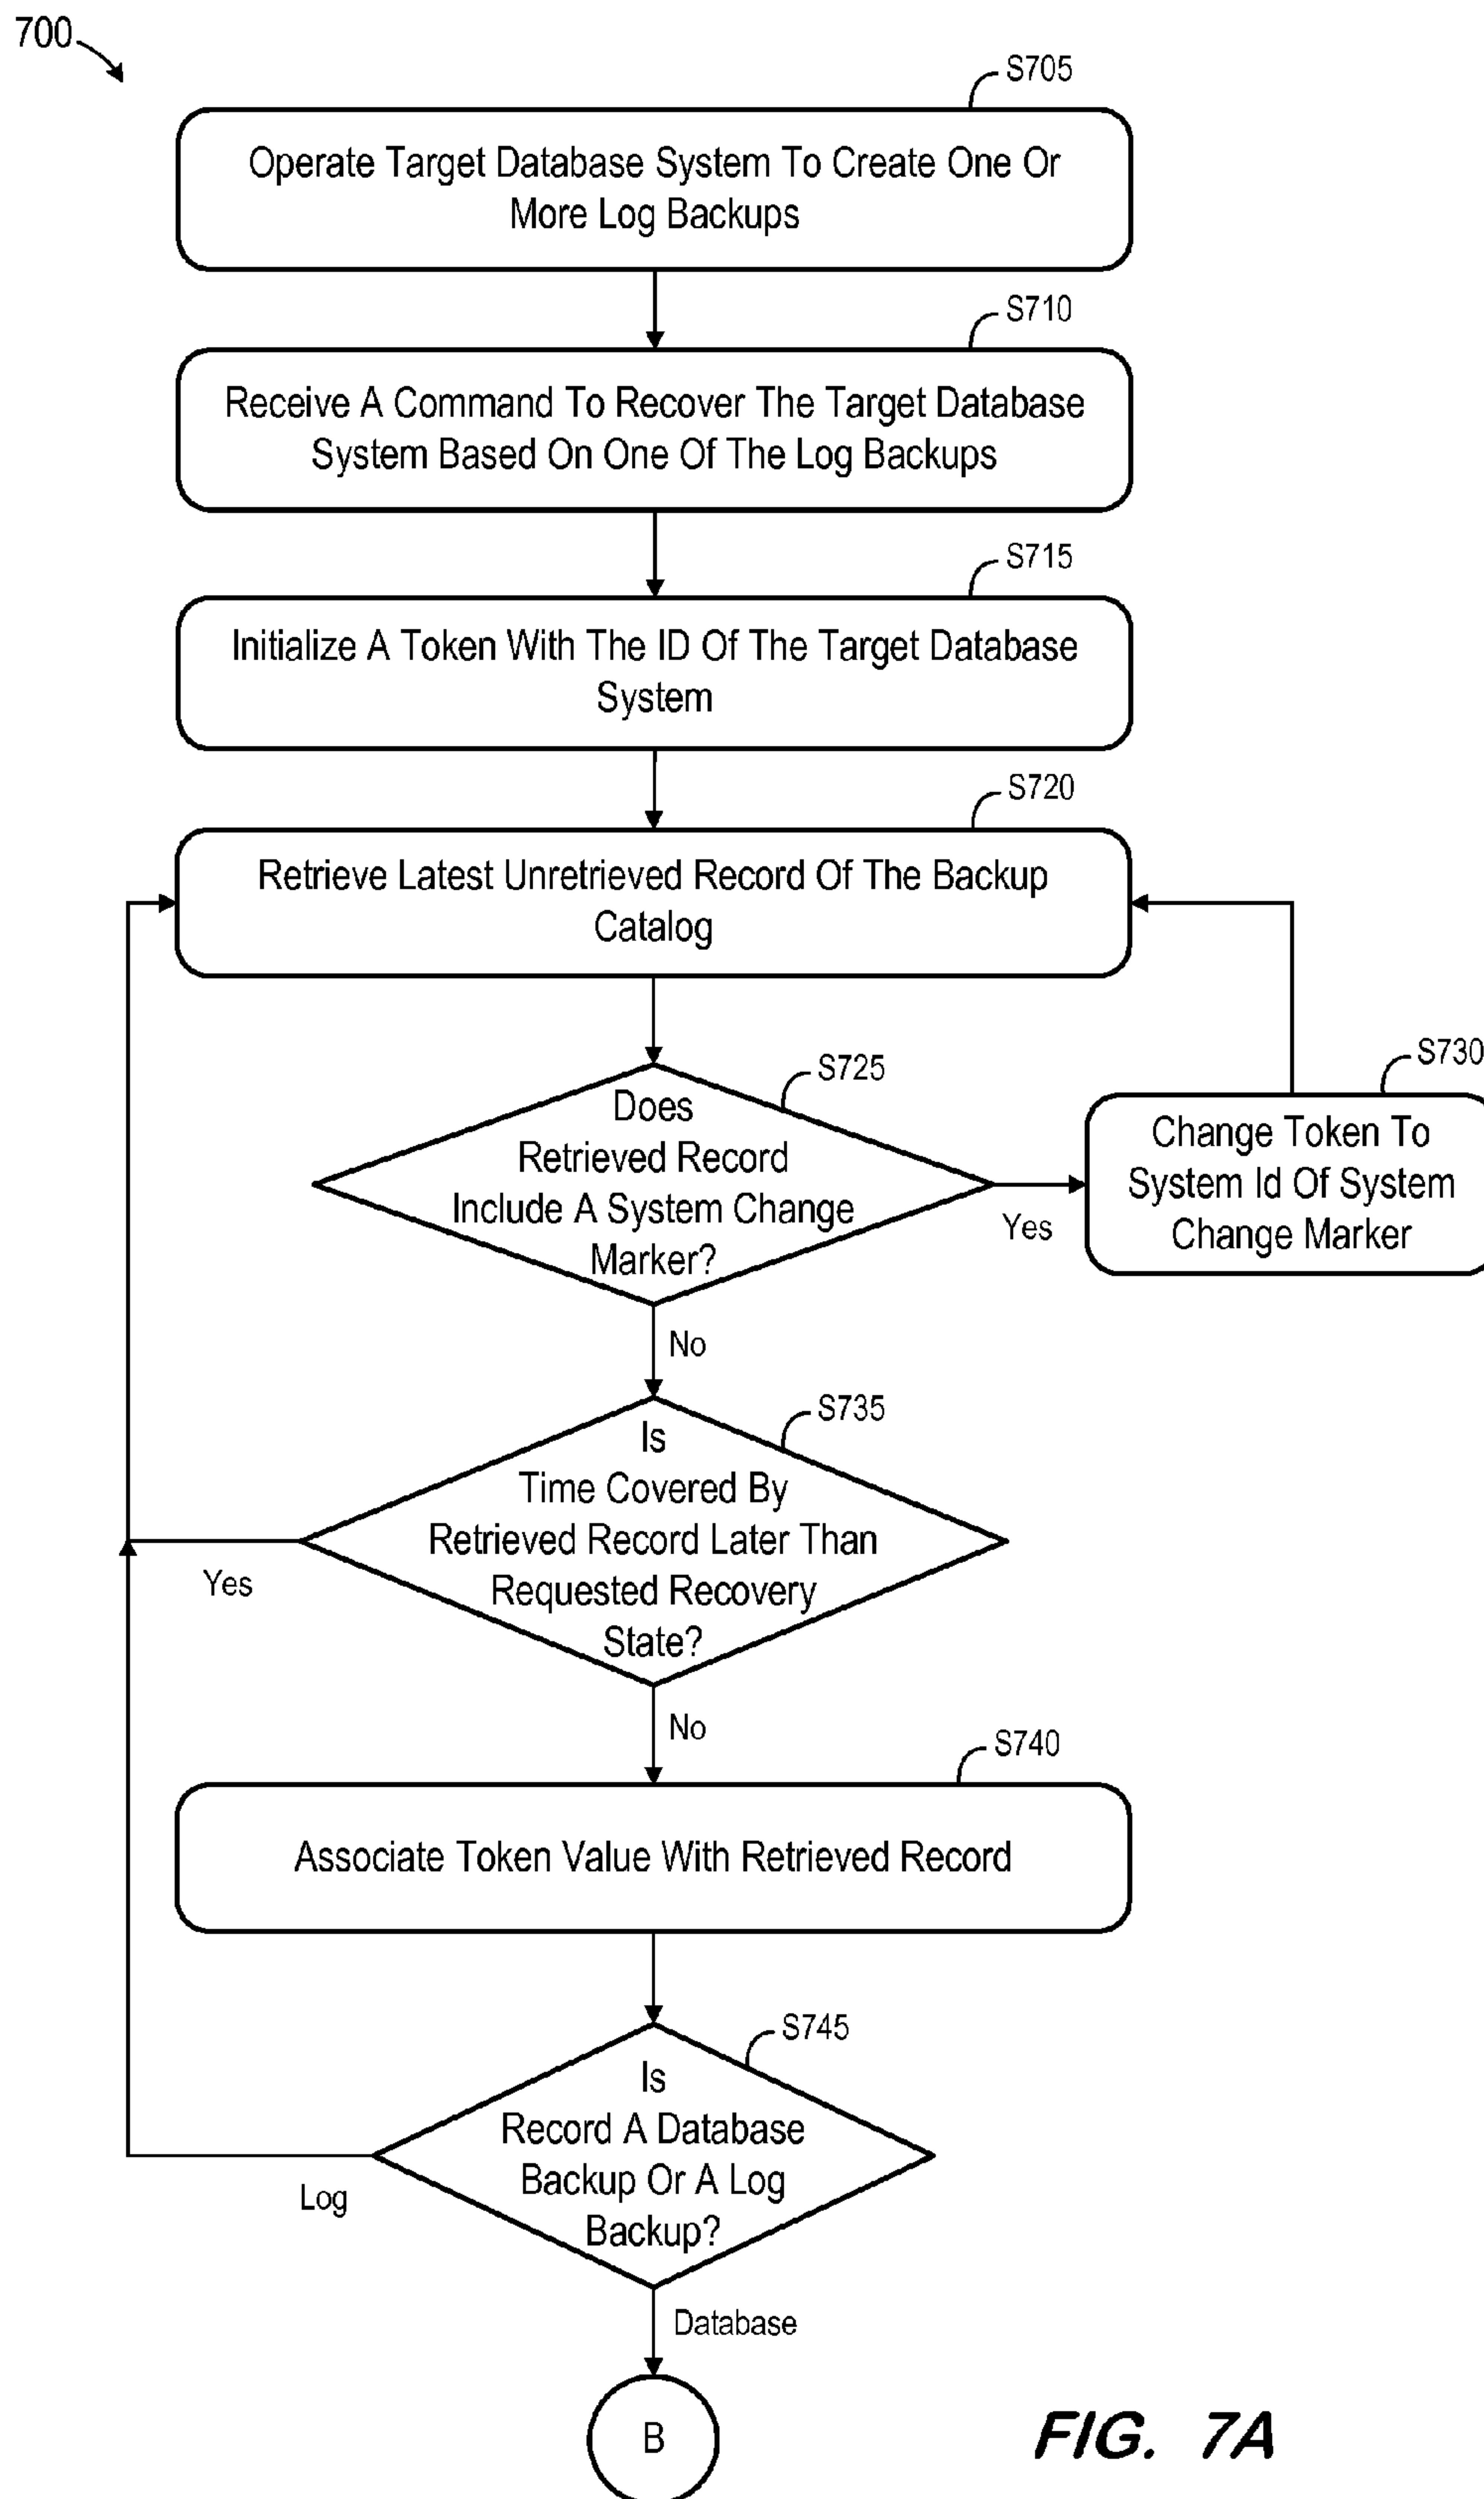 700
S705
Operate Target Database System To Create One Or
More Log Backups
S710
Receive A Command To Recover The Target Database
System Based On One Of The Log Backups
S715
Initialize A Token With The ID Of The Target Database
System
S720
Retrieve Latest Unretrieved Record Of The Backup
Catalog
S725
Does
Retrieved Record
Include A System Change
Marker?
Yes
S730
Change Token To
System Id Of System
Change Marker
No
S735
Is
Time Covered By
Retrieved Record Later Than
Requested Recovery
State?
Yes
No
S740
Associate Token Value With Retrieved Record
S745
Is
Record A Database
Backup Or A Log
Backup?
Log
Database
B
FIG. 7A